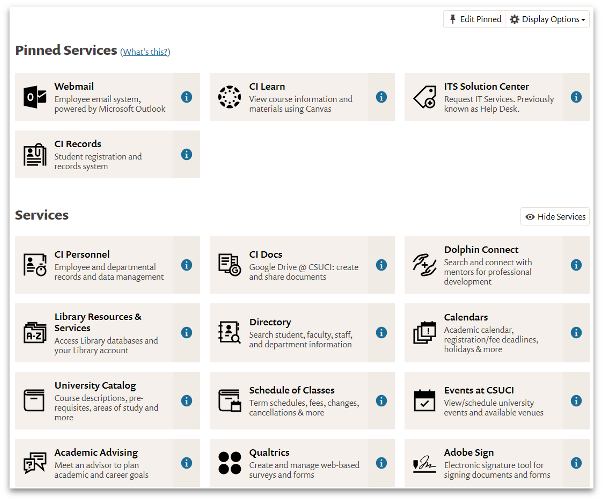 Edit Pinned
Display Options
Pinned Services (What's this?)
Webmail
Employee email system,
powered by Microsoft Outlook
CI Learn
View course information and
materials using Canvas
ITS Solution Center
Request IT Services. Previously
known as Help Desk.
CI Records
Student registration and
records system
Services
Hide Services
CI Personnel
Employee and departmental
records and data management
CI Docs
Google Drive @ CSUCI: create
and share documents
Dolphin Connect
Search and connect with
mentors for professional
development
Library Resources &
Services
Access Library databases and
your Library account
A-Z
Directory
Search student, faculty, staff,
and department information
Calendars
Academic calendar,
registration/fee deadlines,
holidays & more
University Catalog
Course descriptions, pre-
requisites, areas of study and
more
Schedule of Classes
Term schedules, fees, changes,
cancellations & more
Events at CSUCI
View/schedule university
events and available venues
Academic Advising
Meet an advisor to plan
academic and career goals
Qualtrics
Create and manage web-based
surveys and forms
Adobe Sign
Electronic signature tool for
signing documents and forms